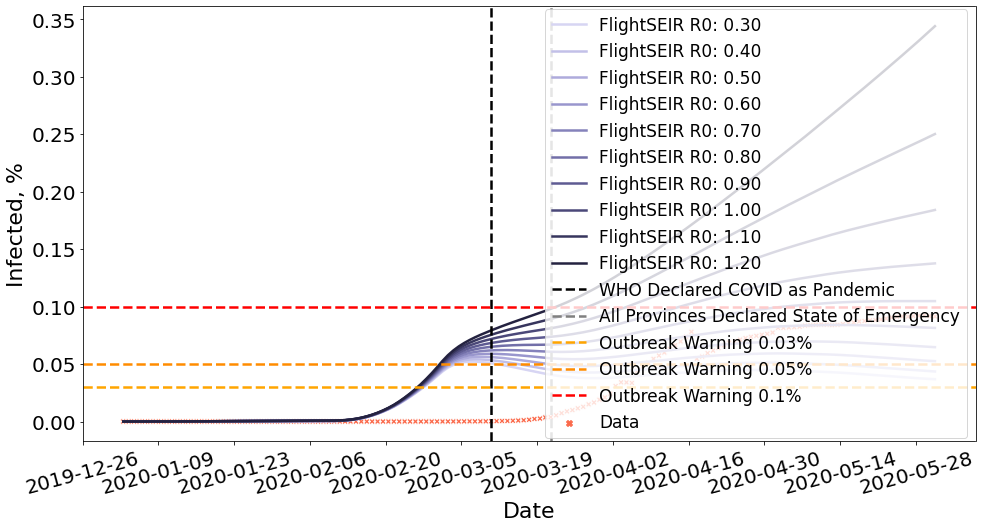 0.35
0.30
0.25
0.20
0.15
0.10
0.05
0.00
Infected, %
2019-12-26
2020-01-09
2020-01-23
2020-02-06
2020-02-20
2020-03-05
2020-03-19
2020-04-02
2020-04-16
2020-04-30
2020-05-14
2020-05-28
Date
FlightSEIR R0: 0.30
FlightSEIR R0: 0.40
FlightSEIR R0: 0.50
FlightSEIR R0: 0.60
FlightSEIR R0: 0.70
FlightSEIR R0: 0.80
FlightSEIR R0: 0.90
FlightSEIR R0: 1.00
FlightSEIR R0: 1.10
FlightSEIR R0: 1.20
WHO Declared COVID as Pandemic
All Provinces Declared State of Emergency
Outbreak Warning 0.03%
Outbreak Warning 0.05%
Outbreak Warning 0.1%
Data